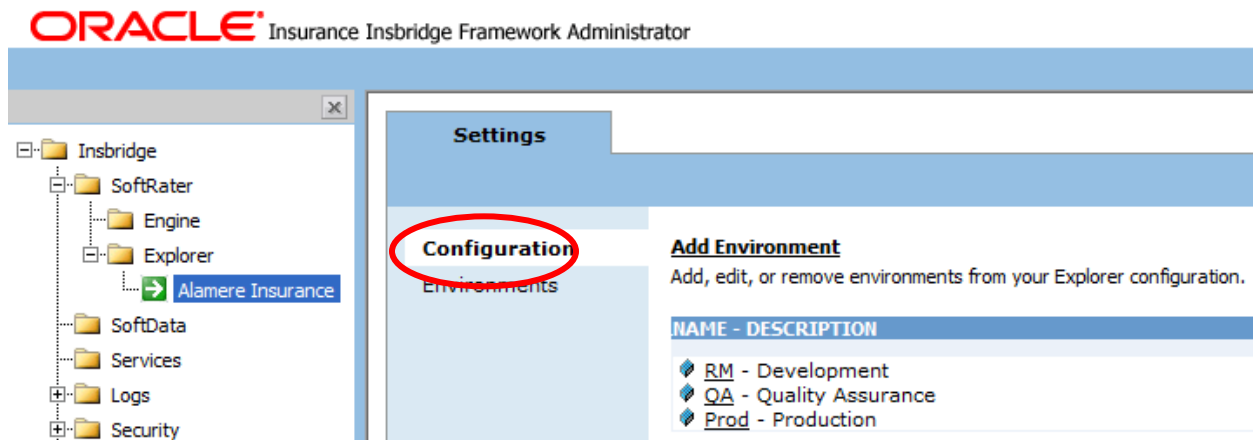 ORACLE Insurance Insbridge Framework Administrator
Insbridge
SoftRater
Engine
Explorer
Alamere Insurance
SoftData
Services
Logs
Security
Settings
Configuration
Environments
Add Environment
Add, edit, or remove environments from your Explorer configuration.
NAME - DESCRIPTION
RM - Development
QA - Quality Assurance
Prod - Production